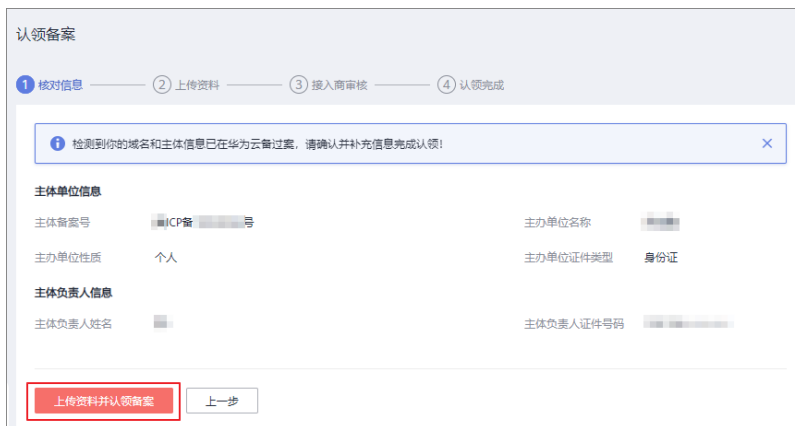 认领备案
1 核对信息 2 上传资料 3 接入商审核 4 认领完成
检测到你的域名和主体信息已在华为云备过案，请确认并补充信息完成认领！
主体单位信息
主体备案号 ICP备 号 主办单位名称
主办单位性质 个人 主办单位证件类型 身份证
主体负责人信息
主体负责人姓名 主体负责人证件号码
上传资料并认领备案 上一步